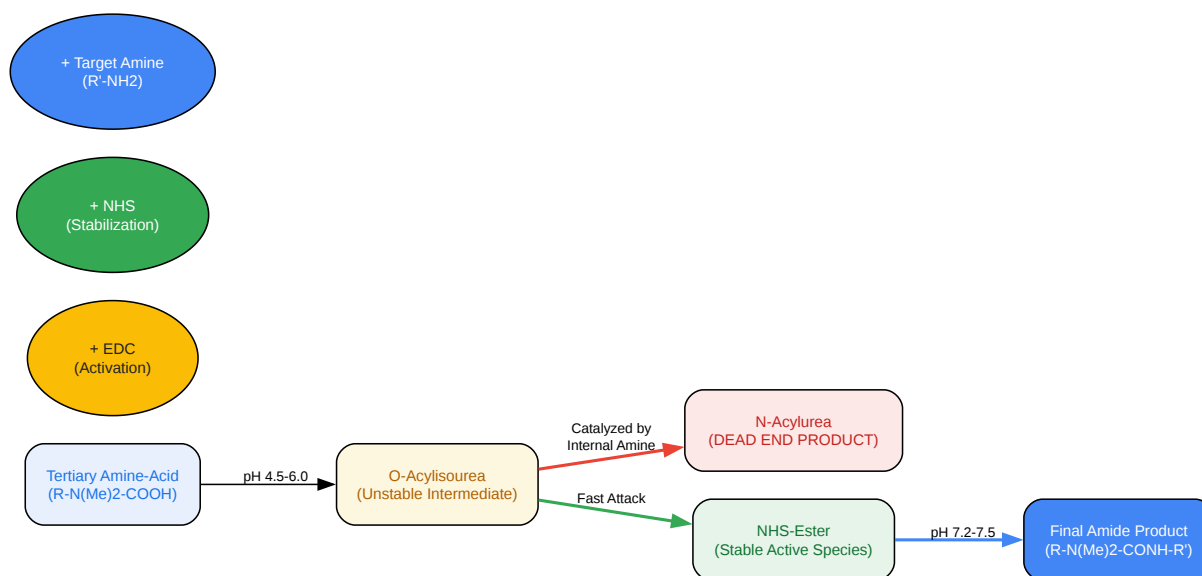 + Target Amine
(R'-NH2)
+ NHS
(Stabilization)
+ EDC
(Activation)
Tertiary Amine-Acid
(R-N(Me)2-COOH)
pH 4.5-6.0
O-Acylisourea
(Unstable Intermediate)
Catalyzed by
Internal Amine
N-Acylurea
(DEAD END PRODUCT)
Fast Attack
NHS-Ester
(Stable Active Species)
pH 7.2-7.5
Final Amide Product
(R-N(Me)2-CONH-R')